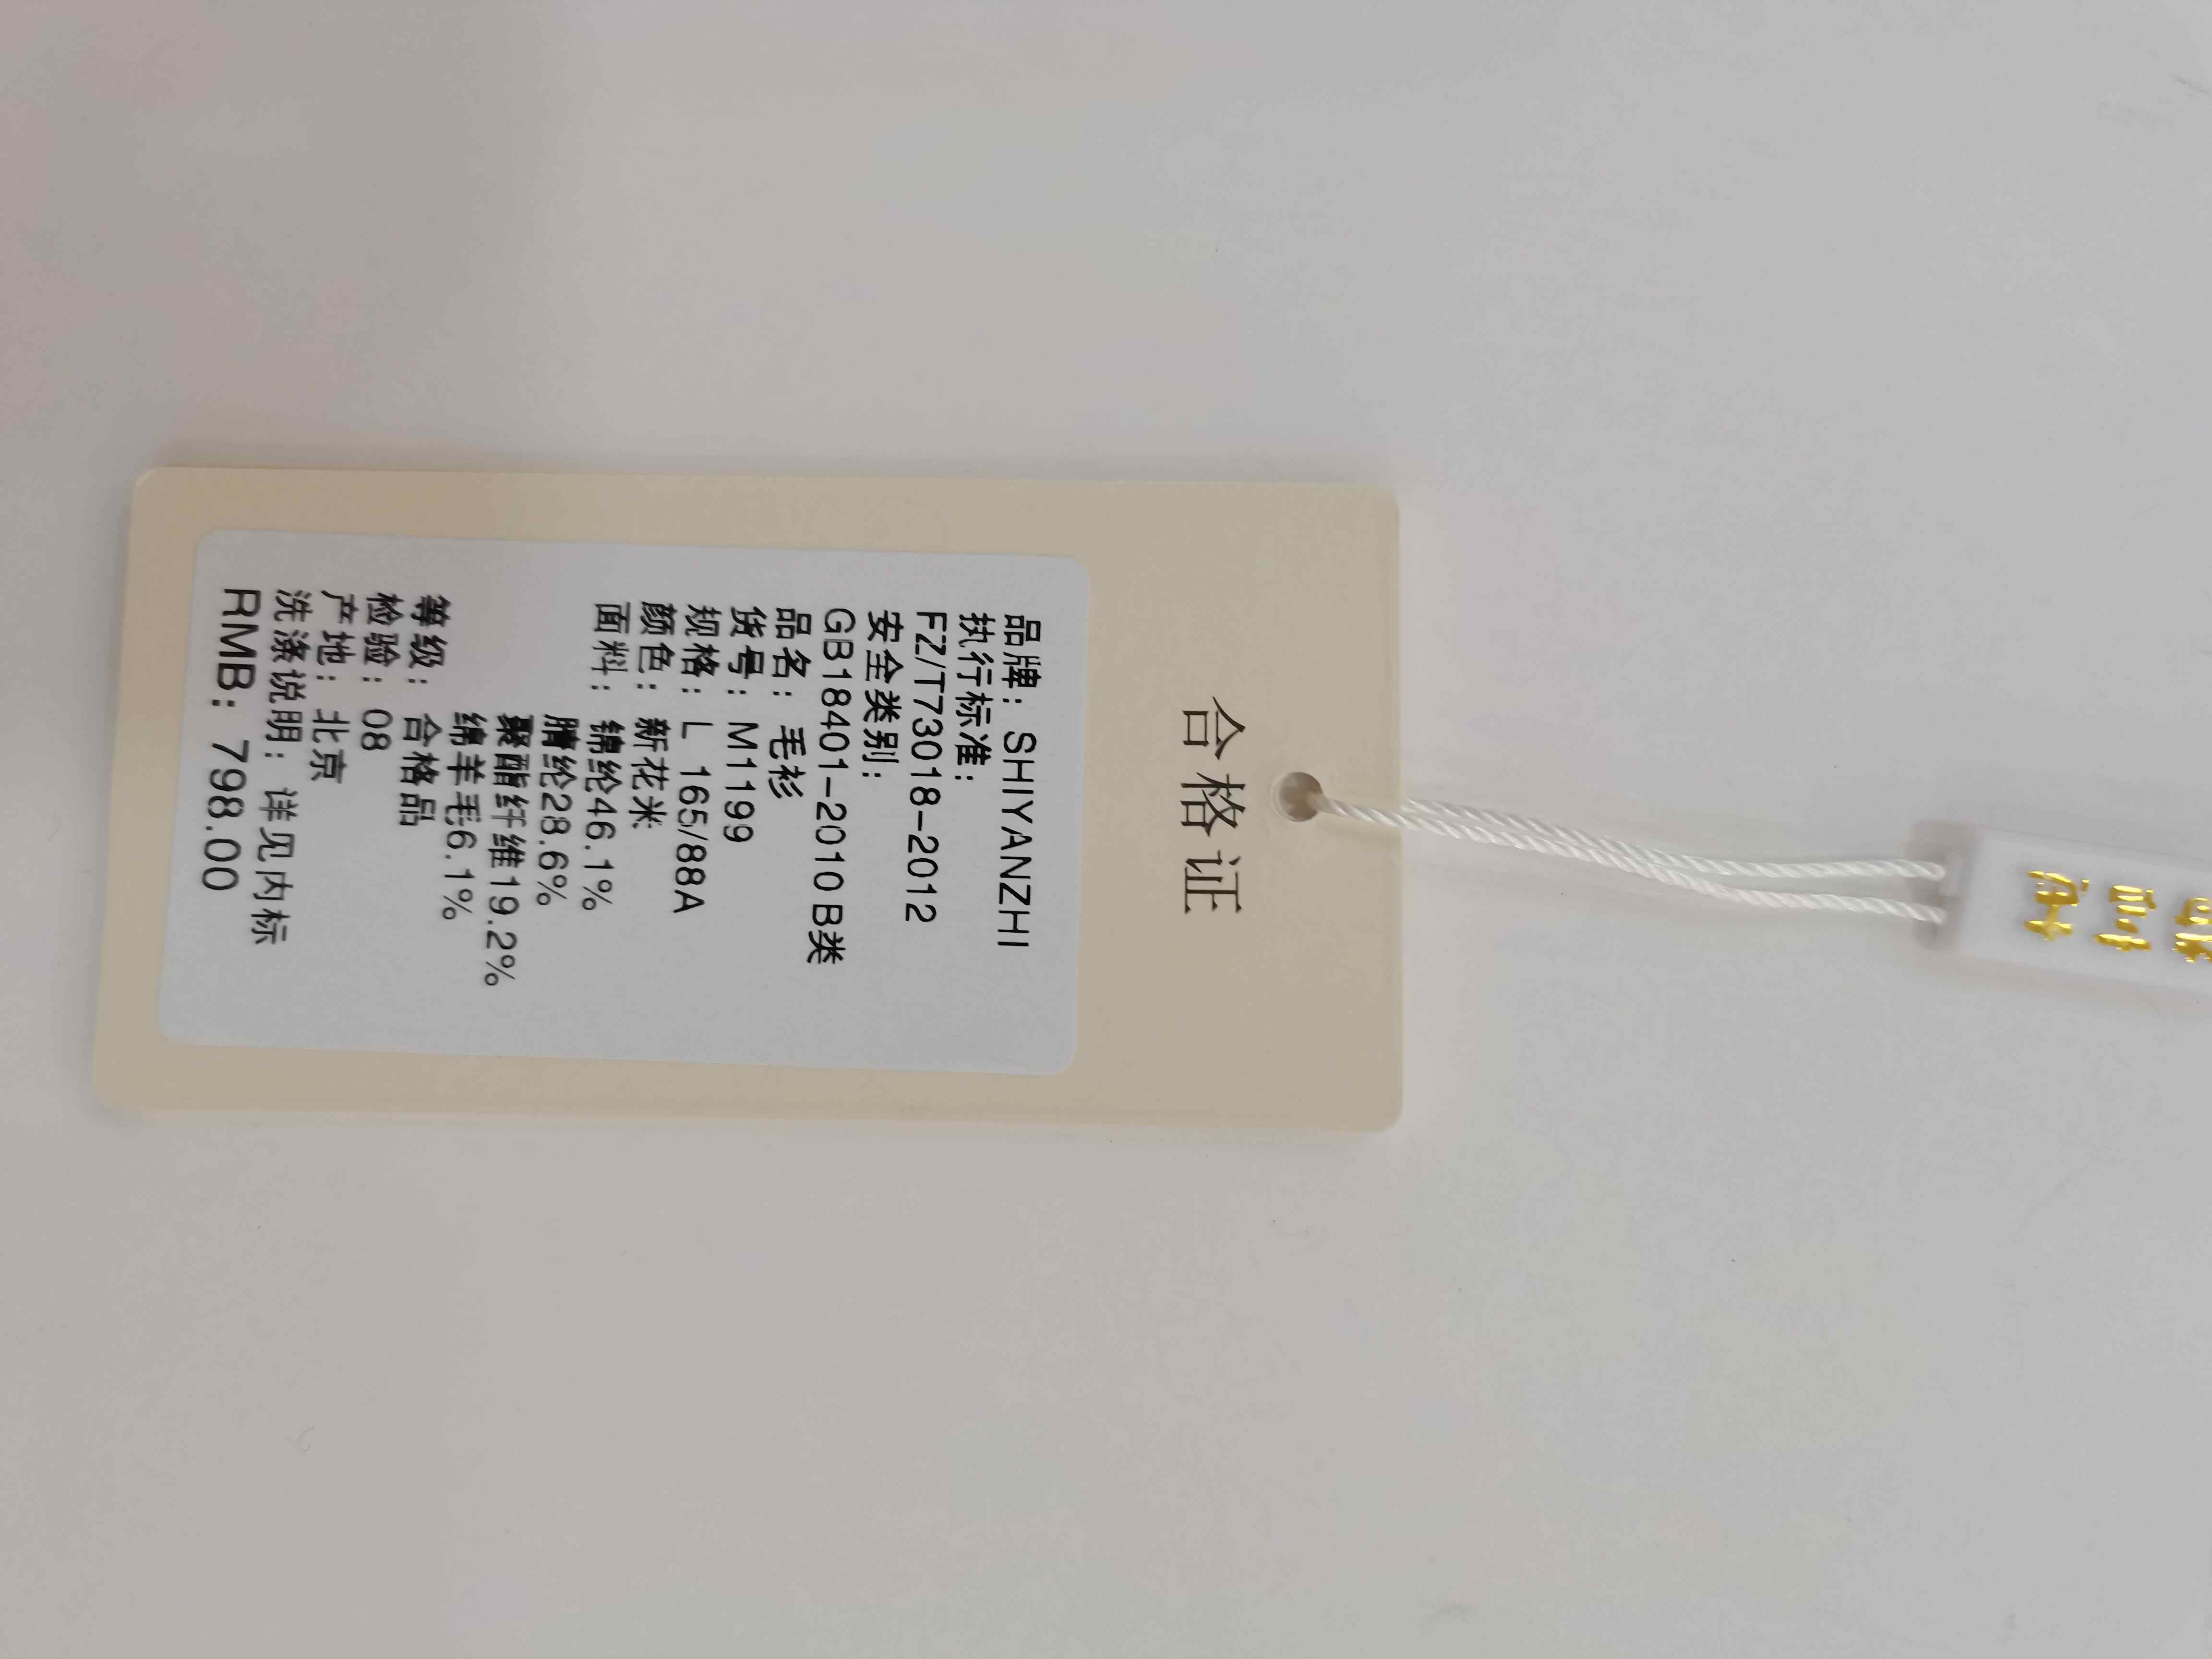 合格证
品牌：SHIYANZHI
执行标准：
FZ/T73018-2012
安全类别：
GB18401-2010 B类
品名：毛衫
货号：M1199
规格：L 165/88A
颜色：新花米
面料：锦纶46.1%
腈纶28.6%
聚酯纤维19.2%
绵羊毛6.1%
等级：合格品
检验：08
产地：北京
洗涤说明：详见内标
RMB：798.00